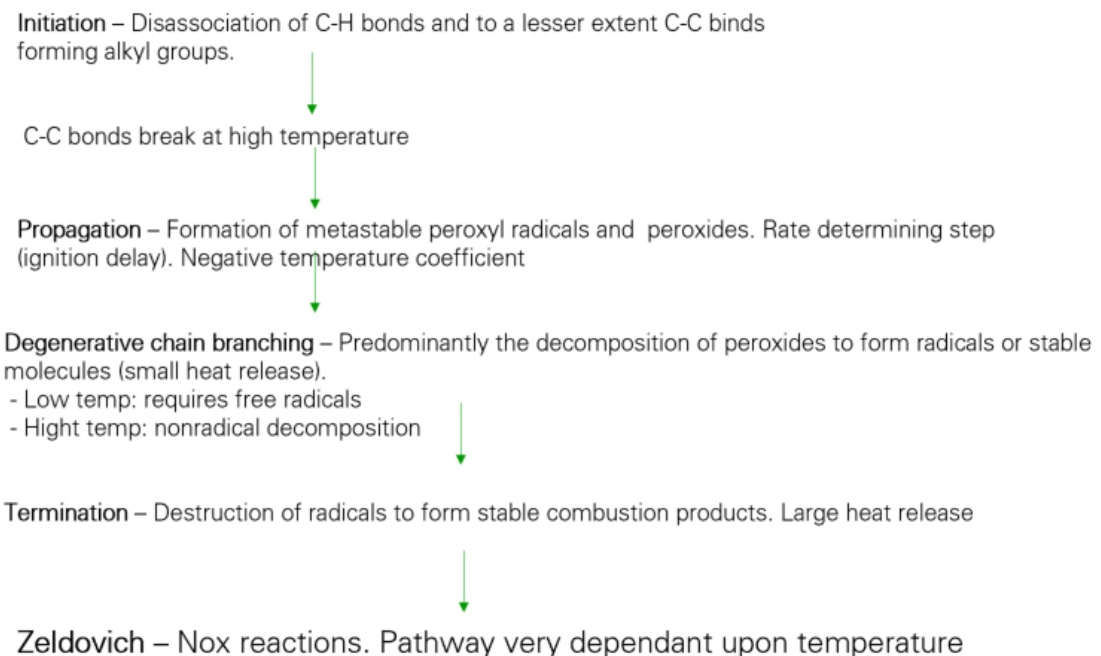 Initiation – Disassociation of C-H bonds and to a lesser extent C-C binds
forming alkyl groups.
C-C bonds break at high temperature
Propagation – Formation of metastable peroxyl radicals and peroxides. Rate determining step
(ignition delay). Negative temperature coefficient
Degenerative chain branching – Predominantly the decomposition of peroxides to form radicals or stable
molecules (small heat release).
- Low temp: requires free radicals
- Hight temp: nonradical decomposition
Termination – Destruction of radicals to form stable combustion products. Large heat release
Zeldovich – Nox reactions. Pathway very dependant upon temperature